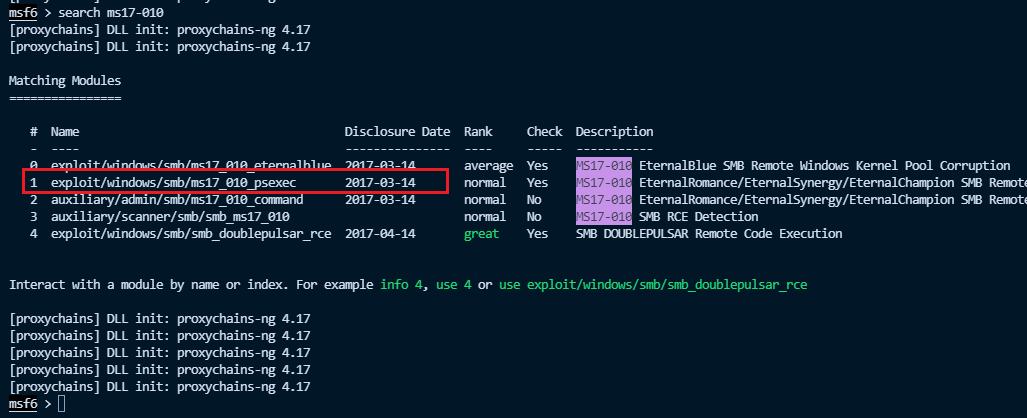 msf6 > search ms17-010
[proxychains] DLL init: proxychains-ng 4.17
[proxychains] DLL init: proxychains-ng 4.17
Matching Modules
================
# Name Disclosure Date Rank Check Description
- ---- --------------- ---- ----- -----------
0 exploit/windows/smb/ms17_010_eternalblue 2017-03-14 average Yes MS17-010 EternalBlue SMB Remote Windows Kernel Pool Corruption
1 exploit/windows/smb/ms17_010_psexec 2017-03-14 normal Yes MS17-010 EternalRomance/EternalSynergy/EternalChampion SMB Remote
2 auxiliary/admin/smb/ms17_010_command 2017-03-14 normal No MS17-010 EternalRomance/EternalSynergy/EternalChampion SMB Remote
3 auxiliary/scanner/smb/smb_ms17_010 normal No MS17-010 SMB RCE Detection
4 exploit/windows/smb/smb_doublepulsar_rce 2017-04-14 great Yes SMB DOUBLEPULSAR Remote Code Execution
Interact with a module by name or index. For example info 4, use 4 or use exploit/windows/smb/smb_doublepulsar_rce
[proxychains] DLL init: proxychains-ng 4.17
[proxychains] DLL init: proxychains-ng 4.17
[proxychains] DLL init: proxychains-ng 4.17
[proxychains] DLL init: proxychains-ng 4.17
[proxychains] DLL init: proxychains-ng 4.17
msf6 >